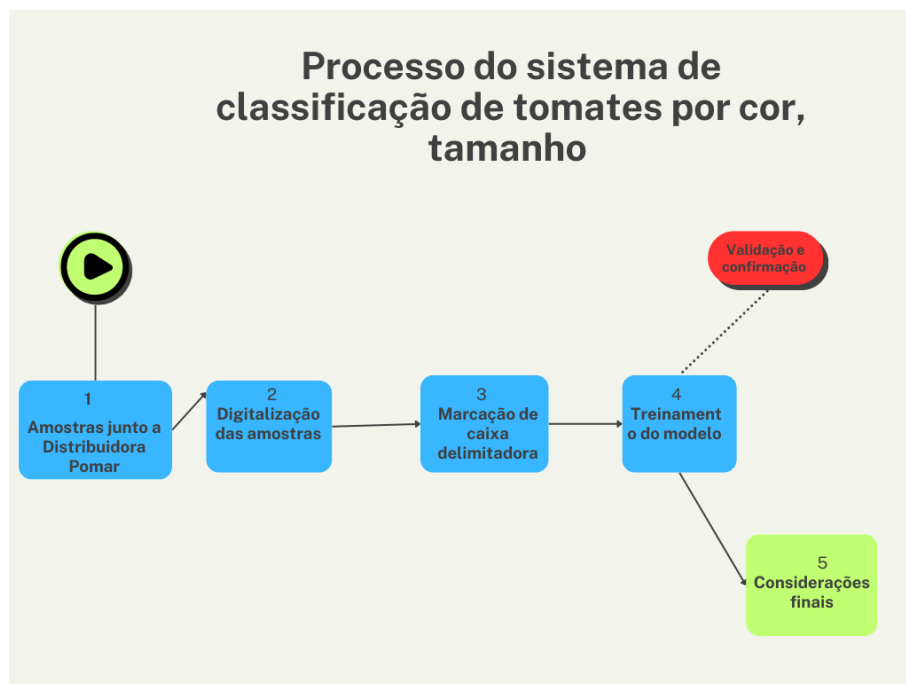 Processo do sistema de
classificação de tomates por cor,
tamanho
Validação e
confirmação
1
Amostras junto a
Distribuidora
Pomar
2
Digitalização
das amostras
3
Marcação de
caixa
delimitadora
4
Treinament
o do modelo
5
Considerações
finais